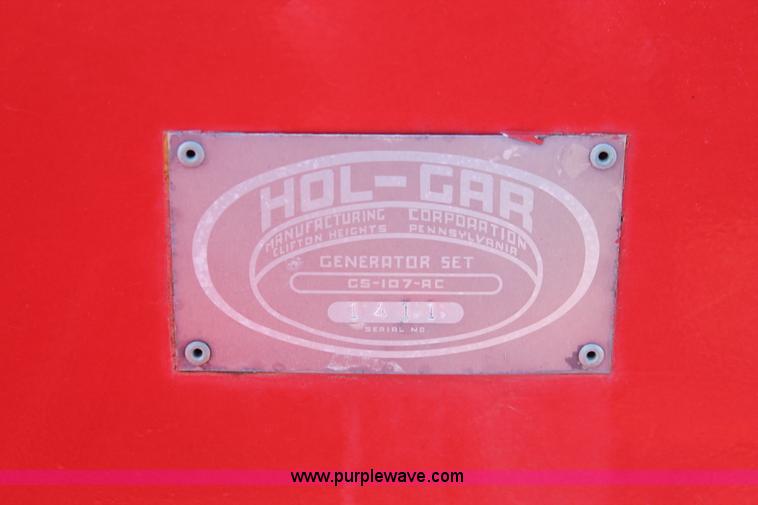 HOL-GAR
MANUFACTURING CORPORATION
CLIFTON HEIGHTS PENNSYLVANIA
GENERATOR SET
GS-107-AC
1411
SERIAL NO.
www.purplewave.com